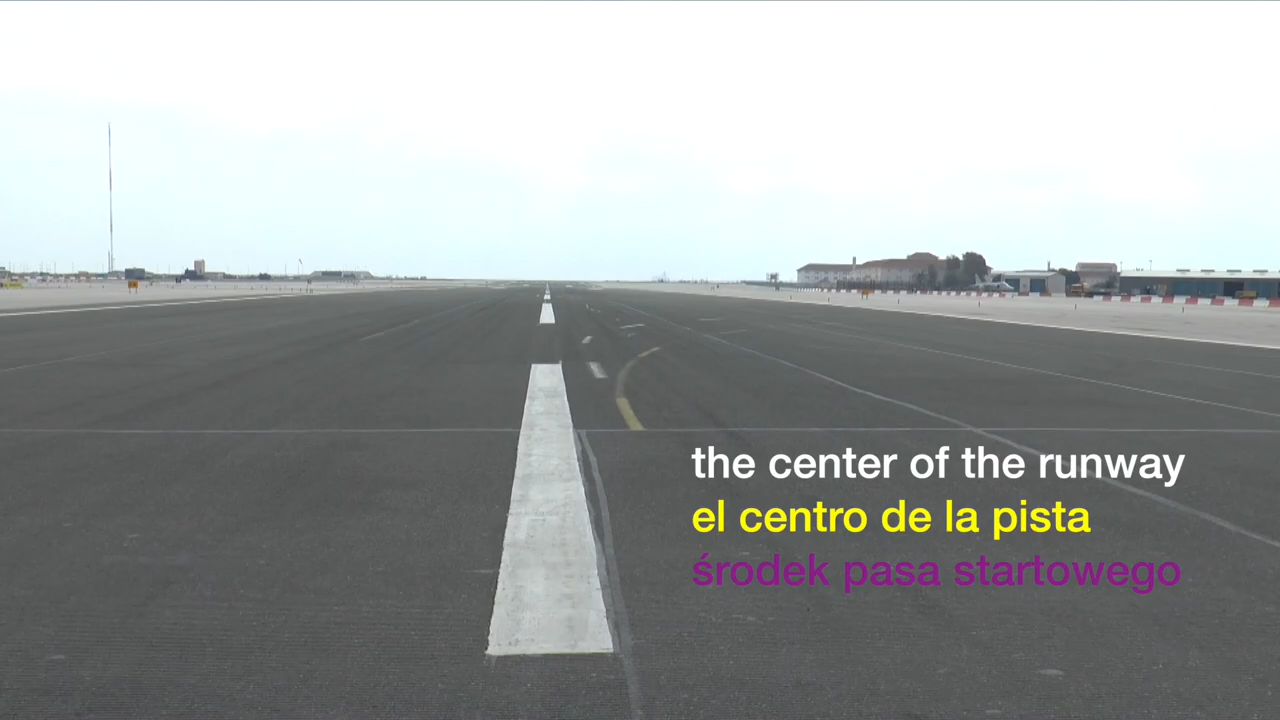 the center of the runway
el centro de la pista
środek pasa startowego